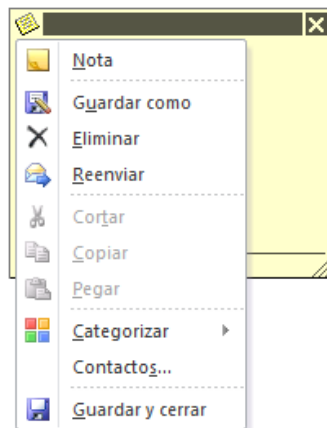 Nota
Guardar como
Eliminar
Reenviar
Cortar
Copiar
Pegar
Categorizar
Contactos...
Guardar y cerrar